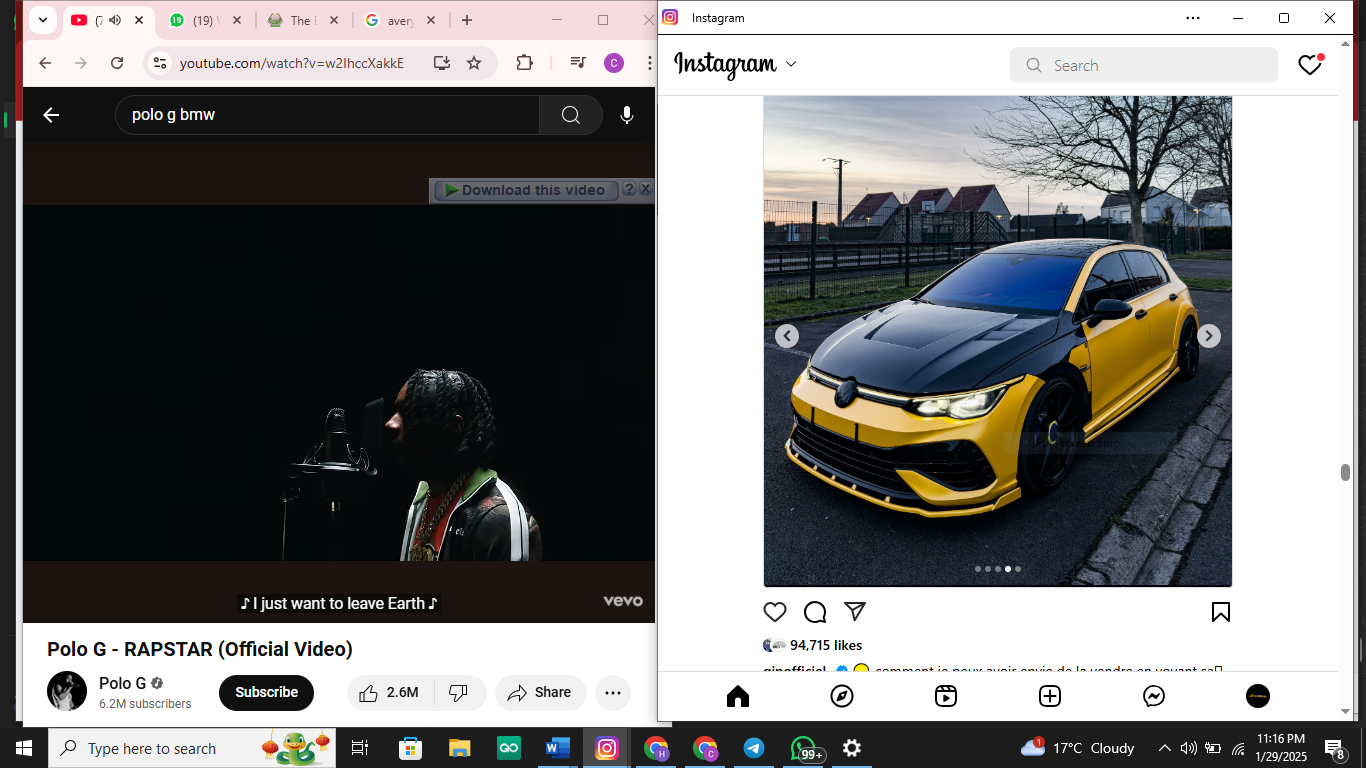 (7
(19) \
The E
aver
youtube.com/watch?v=w2IhccXakkE
C
polo g bmw
Download this video ? X
♪ I just want to leave Earth ♪
vevo
Polo G - RAPSTAR (Official Video)
Polo G
6.2M subscribers
Subscribe
2.6M
Share
Instagram
Instagram
Search
94,715 likes
ginofficiel comment je peux avoir envie de la vendre en voyant ça
Type here to search
H
C
99+
1
17°C Cloudy
11:16 PM
1/29/2025
8